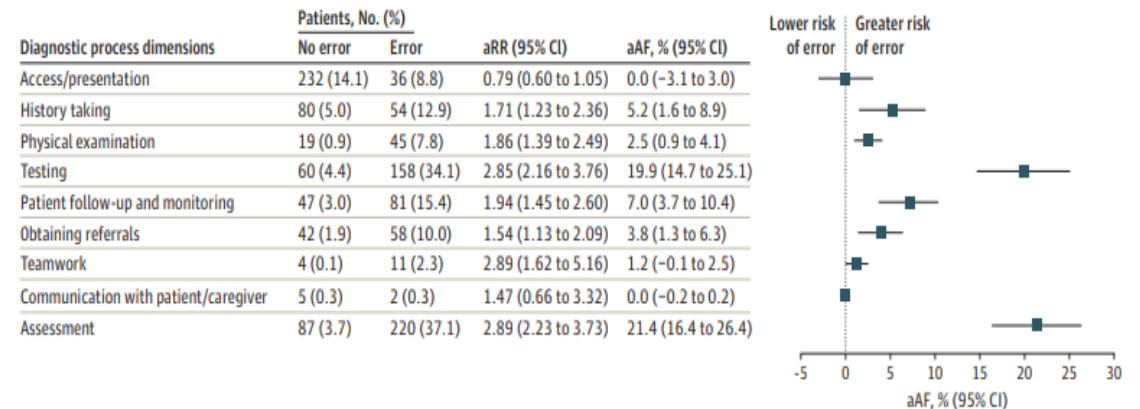 Patients, No. (%)
Diagnostic process dimensions No error Error aRR (95% CI) aAF, % (95% CI) Lower risk of error Greater risk of error
Access/presentation 232 (14.1) 36 (8.8) 0.79 (0.60 to 1.05) 0.0 (−3.1 to 3.0)
History taking 80 (5.0) 54 (12.9) 1.71 (1.23 to 2.36) 5.2 (1.6 to 8.9)
Physical examination 19 (0.9) 45 (7.8) 1.86 (1.39 to 2.49) 2.5 (0.9 to 4.1)
Testing 60 (4.4) 158 (34.1) 2.85 (2.16 to 3.76) 19.9 (14.7 to 25.1)
Patient follow-up and monitoring 47 (3.0) 81 (15.4) 1.94 (1.45 to 2.60) 7.0 (3.7 to 10.4)
Obtaining referrals 42 (1.9) 58 (10.0) 1.54 (1.13 to 2.09) 3.8 (1.3 to 6.3)
Teamwork 4 (0.1) 11 (2.3) 2.89 (1.62 to 5.16) 1.2 (−0.1 to 2.5)
Communication with patient/caregiver 5 (0.3) 2 (0.3) 1.47 (0.66 to 3.32) 0.0 (−0.2 to 0.2)
Assessment 87 (3.7) 220 (37.1) 2.89 (2.23 to 3.73) 21.4 (16.4 to 26.4)
-5 0 5 10 15 20 25 30
aAF, % (95% CI)